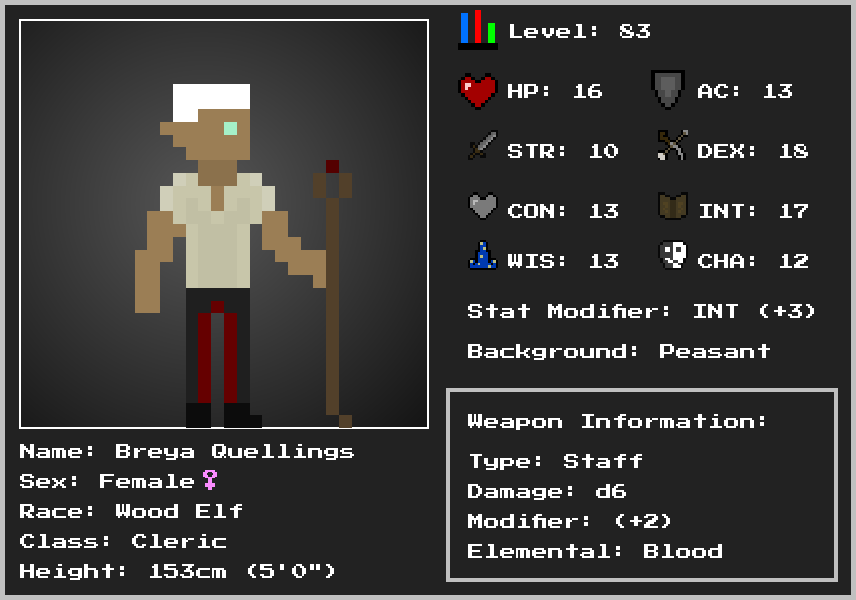 Level: 83
HP: 16
AC: 13
STR: 10
DEX: 18
CON: 13
INT: 17
WIS: 13
CHA: 12
Stat Modifier: INT (+3)
Background: Peasant
Weapon Information:
Type: Staff
Damage: d6
Modifier: (+2)
Elemental: Blood
Name: Breya Quellings
Sex: Female♀
Race: Wood Elf
Class: Cleric
Height: 153cm (5'0")